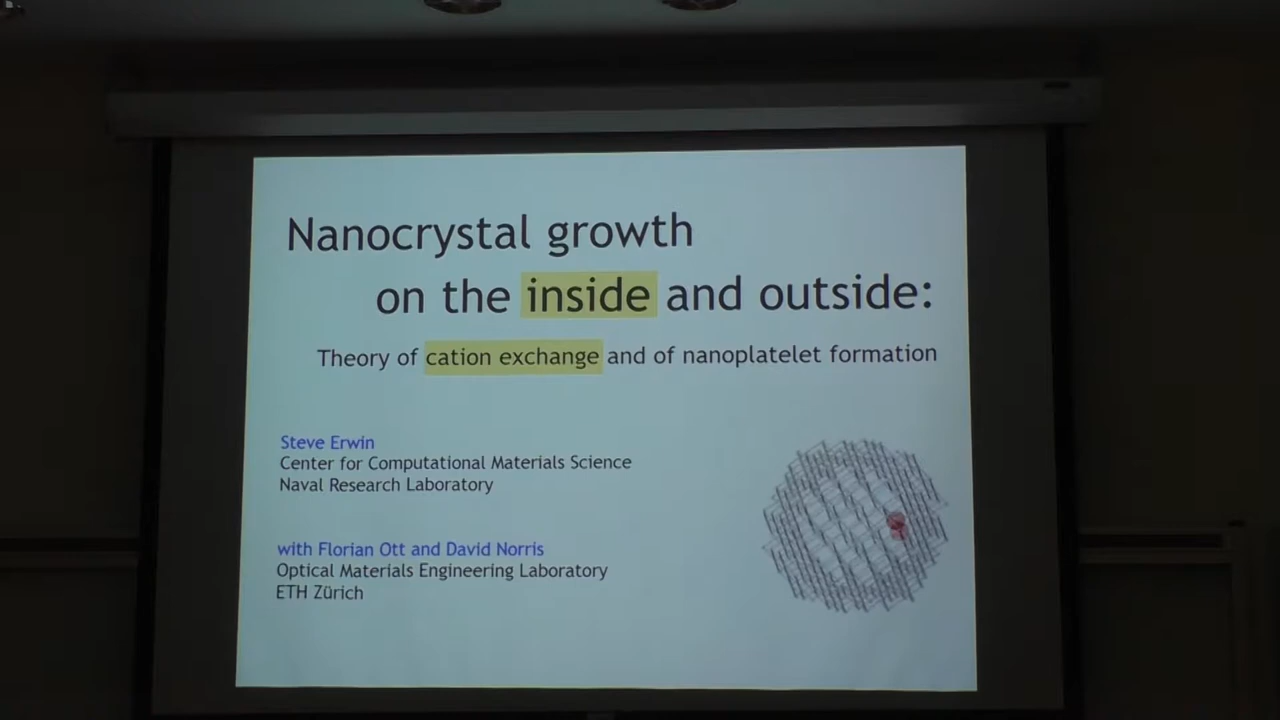 Nanocrystal growth
on the inside and outside:
Theory of cation exchange and of nanoplatelet formation
Steve Erwin
Center for Computational Materials Science
Naval Research Laboratory
with Florian Ott and David Norris
Optical Materials Engineering Laboratory
ETH Zürich